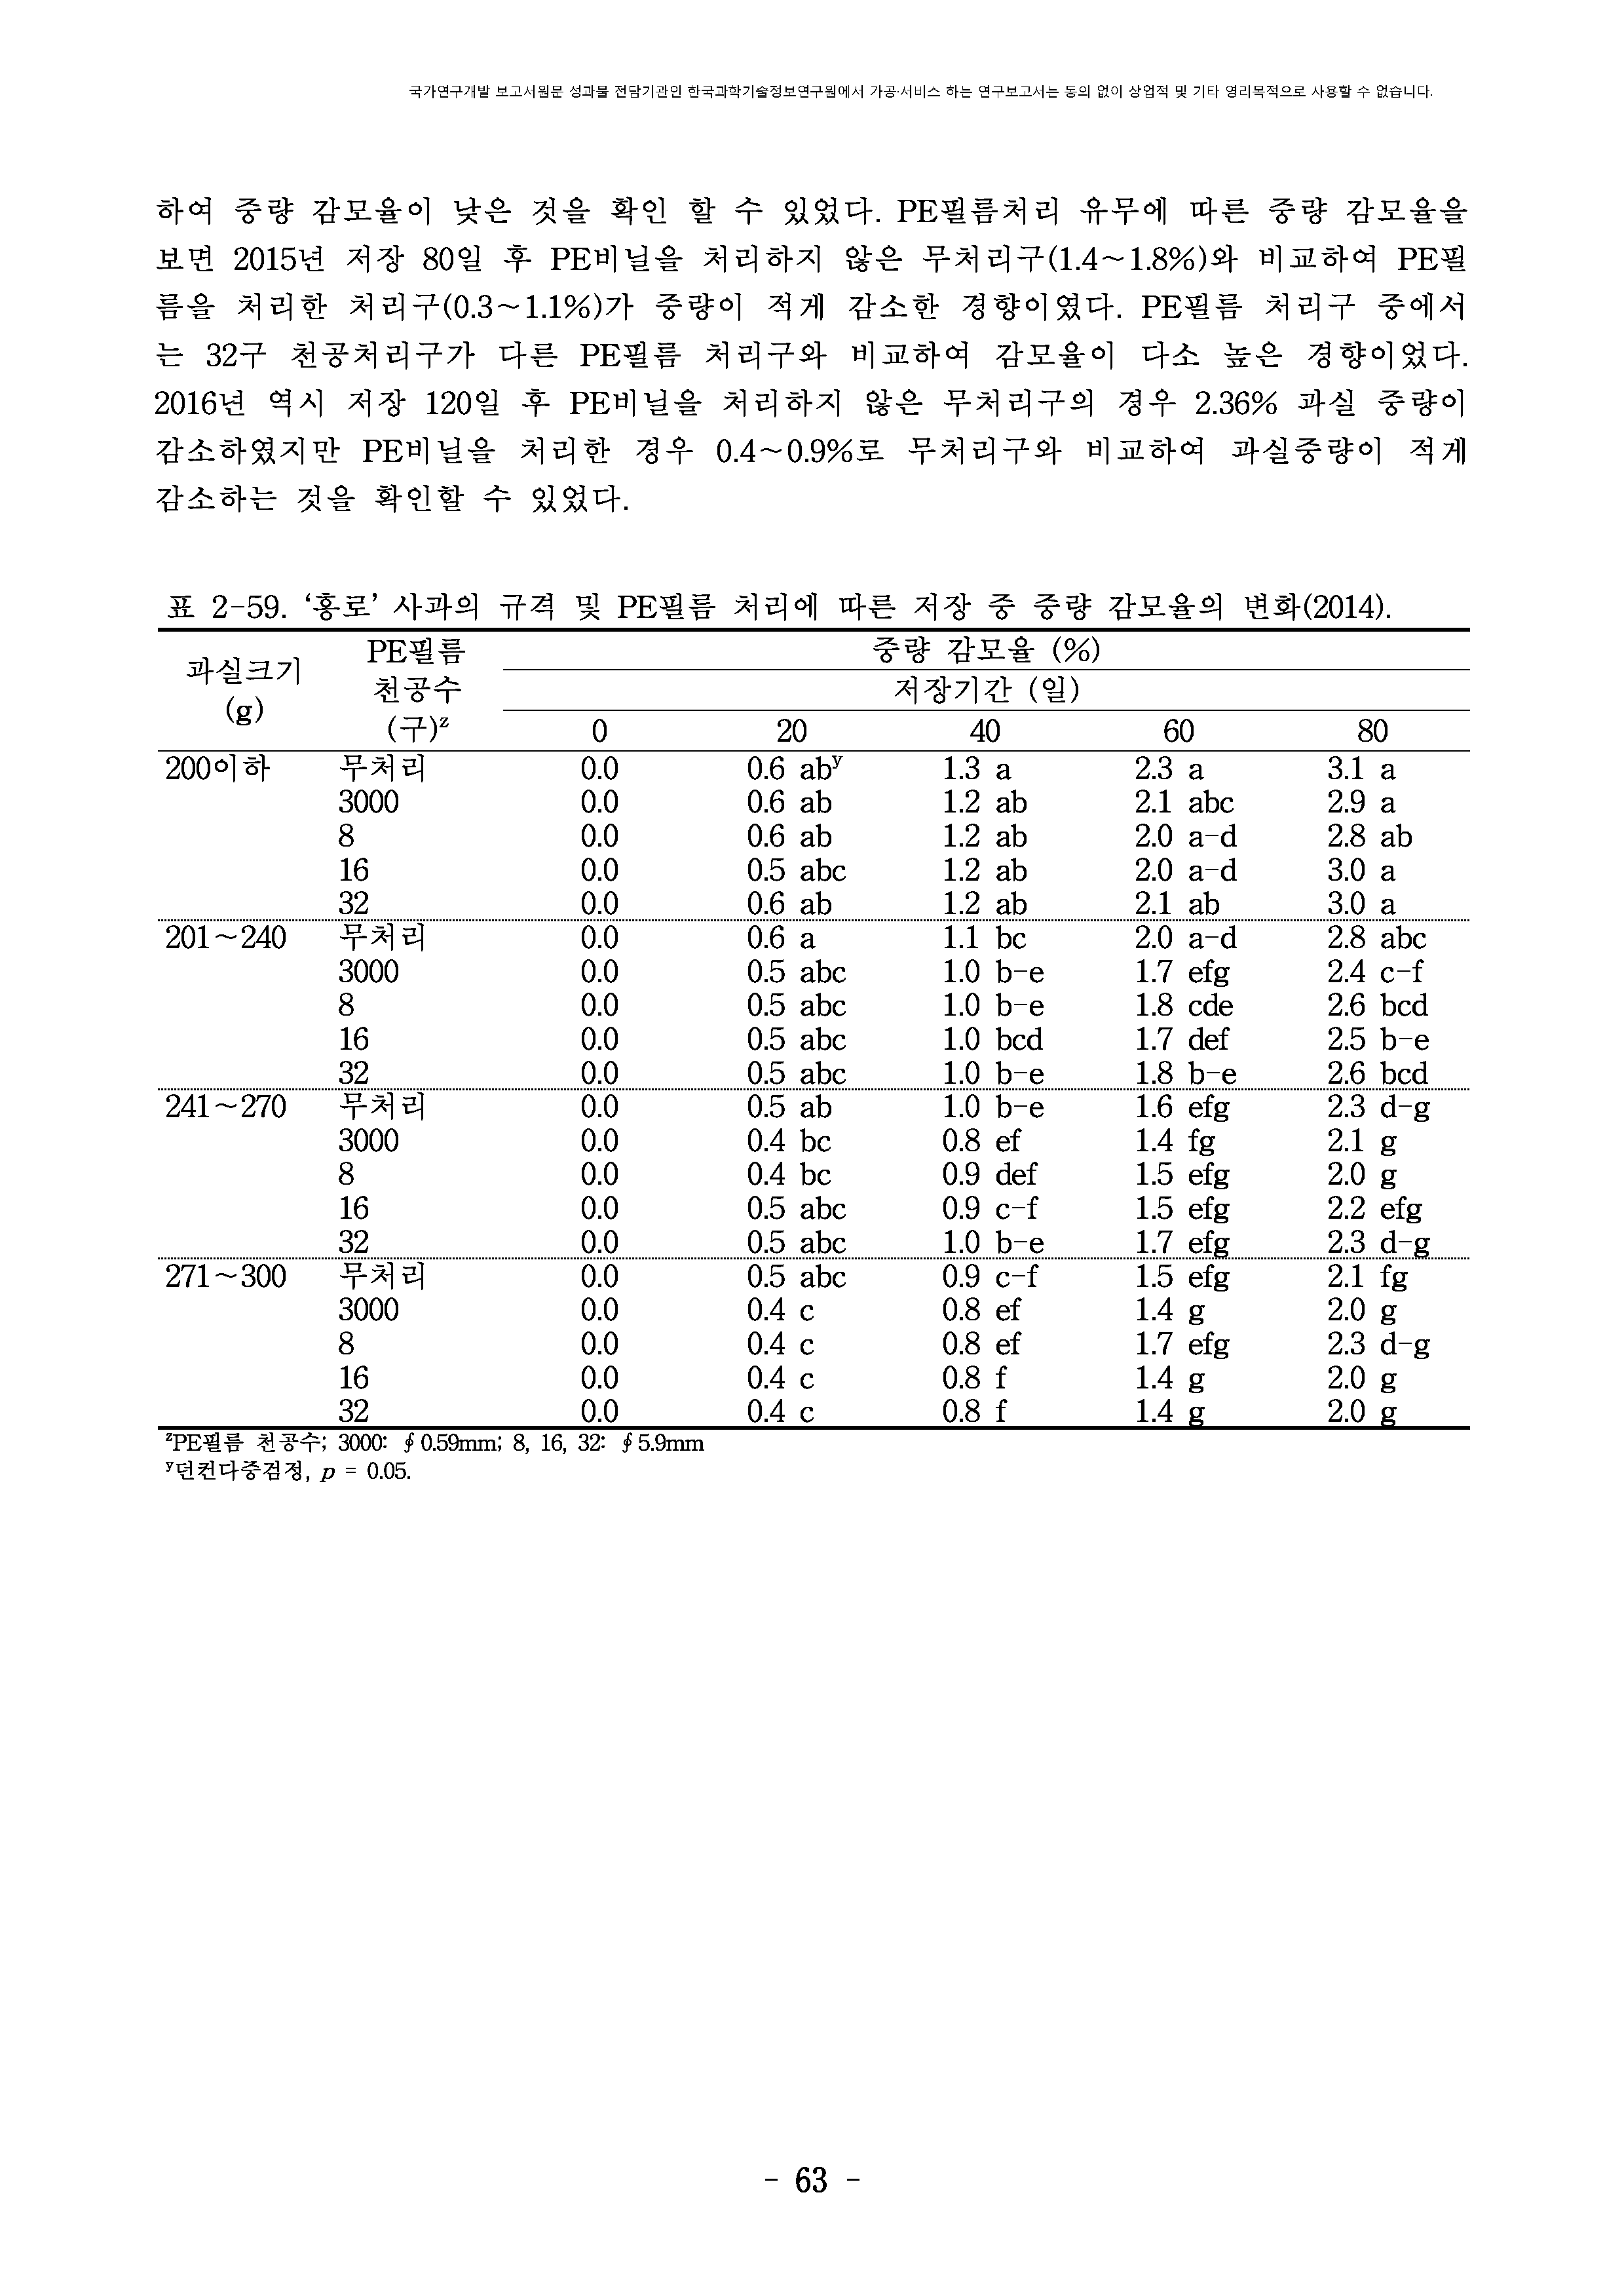 국가연구개발 보고서원문 성과물 전담기관인 한국과학기술정보연구원에서 가공·서비스 하는 연구보고서는 동의 없이 상업적 및 기타 영리목적으로 사용할 수 없습니다.
하여 중량 감모율이 낮은 것을 확인 할 수 있었다. PE필름처리 유무에 따른 중량 감모율을
보면 2015년 저장 80일 후 PE비닐을 처리하지 않은 무처리구(1.4~1.8%)와 비교하여 PE필
름을 처리한 처리구(0.3~1.1%)가 중량이 적게 감소한 경향이였다. PE필름 처리구 중에서
는 32구 천공처리구가 다른 PE필름 처리구와 비교하여 감모율이 다소 높은 경향이었다.
2016년 역시 저장 120일 후 PE비닐을 처리하지 않은 무처리구의 경우 2.36% 과실 중량이
감소하였지만 PE비닐을 처리한 경우 0.4~0.9%로 무처리구와 비교하여 과실중량이 적게
감소하는 것을 확인할 수 있었다.
표 2-59. ‘홍로’ 사과의 규격 및 PE필름 처리에 따른 저장 중 중량 감모율의 변화(2014).
과실크기 (g) PE필름 천공수 (구)ᶻ 중량 감모율 (%)
저장기간 (일)
0 20 40 60 80
200이하 무처리 0.0 0.6 abʸ 1.3 a 2.3 a 3.1 a
3000 0.0 0.6 ab 1.2 ab 2.1 abc 2.9 a
8 0.0 0.6 ab 1.2 ab 2.0 a-d 2.8 ab
16 0.0 0.5 abc 1.2 ab 2.0 a-d 3.0 a
32 0.0 0.6 ab 1.2 ab 2.1 ab 3.0 a
201~240 무처리 0.0 0.6 a 1.1 bc 2.0 a-d 2.8 abc
3000 0.0 0.5 abc 1.0 b-e 1.7 efg 2.4 c-f
8 0.0 0.5 abc 1.0 b-e 1.8 cde 2.6 bcd
16 0.0 0.5 abc 1.0 bcd 1.7 def 2.5 b-e
32 0.0 0.5 abc 1.0 b-e 1.8 b-e 2.6 bcd
241~270 무처리 0.0 0.5 ab 1.0 b-e 1.6 efg 2.3 d-g
3000 0.0 0.4 bc 0.8 ef 1.4 fg 2.1 g
8 0.0 0.4 bc 0.9 def 1.5 efg 2.0 g
16 0.0 0.5 abc 0.9 c-f 1.5 efg 2.2 efg
32 0.0 0.5 abc 1.0 b-e 1.7 efg 2.3 d-g
271~300 무처리 0.0 0.5 abc 0.9 c-f 1.5 efg 2.1 fg
3000 0.0 0.4 c 0.8 ef 1.4 g 2.0 g
8 0.0 0.4 c 0.8 ef 1.7 efg 2.3 d-g
16 0.0 0.4 c 0.8 f 1.4 g 2.0 g
32 0.0 0.4 c 0.8 f 1.4 g 2.0 g
ᶻPE필름 천공수; 3000: ∮0.59mm; 8, 16, 32: ∮5.9mm
ʸ던컨다중검정, p = 0.05.
- 63 -